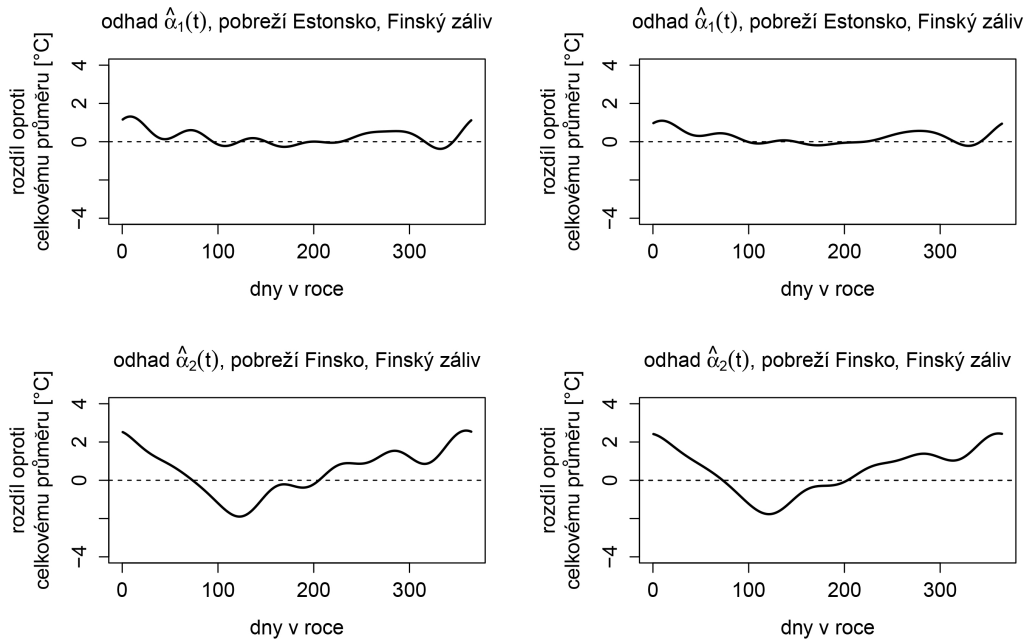 odhad α̂₁(t), pobreží Estonsko, Finský záliv
rozdíl oproti
celkovému průměru [°C]
4
2
0
−4
0 100 200 300
dny v roce
odhad α̂₁(t), pobreží Estonsko, Finský záliv
rozdíl oproti
celkovému průměru [°C]
4
2
0
−4
0 100 200 300
dny v roce
odhad α̂₂(t), pobreží Finsko, Finský záliv
rozdíl oproti
celkovému průměru [°C]
4
2
0
−4
0 100 200 300
dny v roce
odhad α̂₂(t), pobreží Finsko, Finský záliv
rozdíl oproti
celkovému průměru [°C]
4
2
0
−4
0 100 200 300
dny v roce